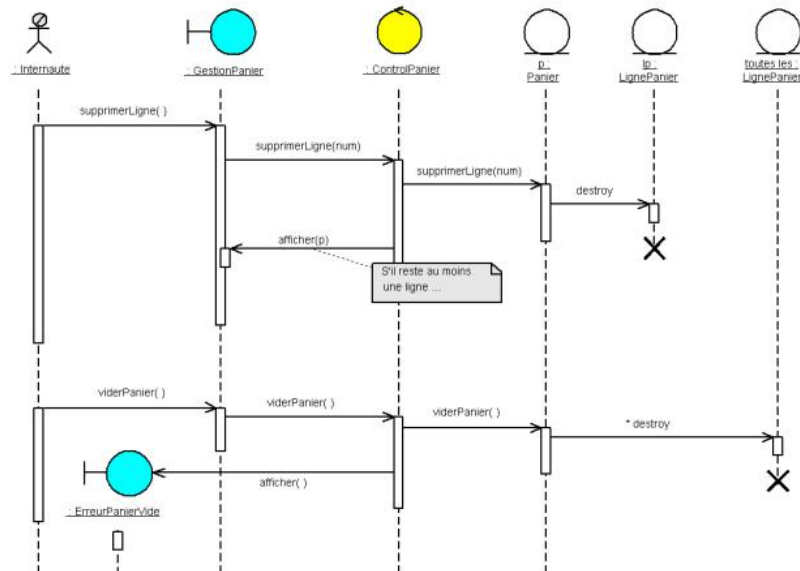 : Internaute
: GestionPanier
: ControlPanier
p :
Panier
lp :
LignePanier
toutes les :
LignePanier
supprimerLigne( )
supprimerLigne(num)
supprimerLigne(num)
destroy
afficher(p)
S'il reste au moins
une ligne ...
viderPanier( )
viderPanier( )
viderPanier( )
* destroy
afficher( )
: ErreurPanierVide